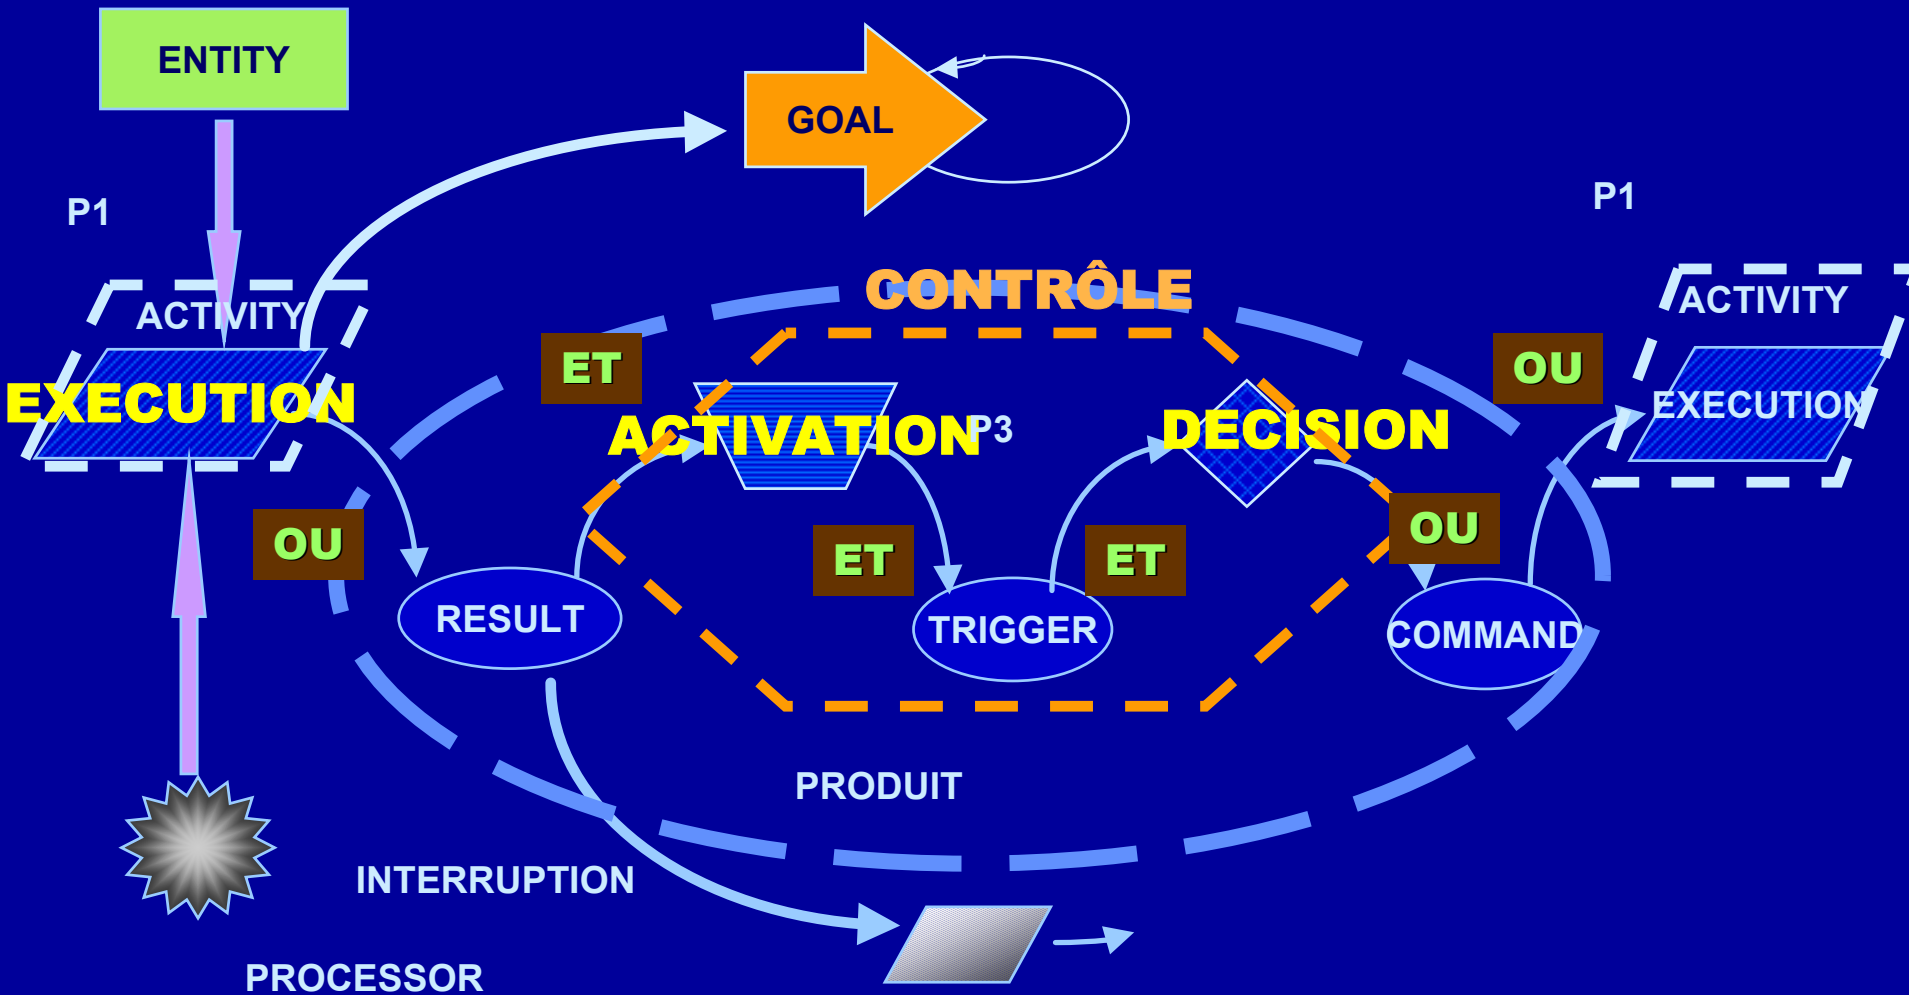 ENTITY
GOAL
P1
P1
CONTRÔLE
ACTIVITY
ACTIVITY
ET
OU
EXECUTION
ACTIVATION
P3
DECISION
EXECUTION
OU
ET
ET
OU
RESULT
TRIGGER
COMMAND
PRODUIT
INTERRUPTION
PROCESSOR